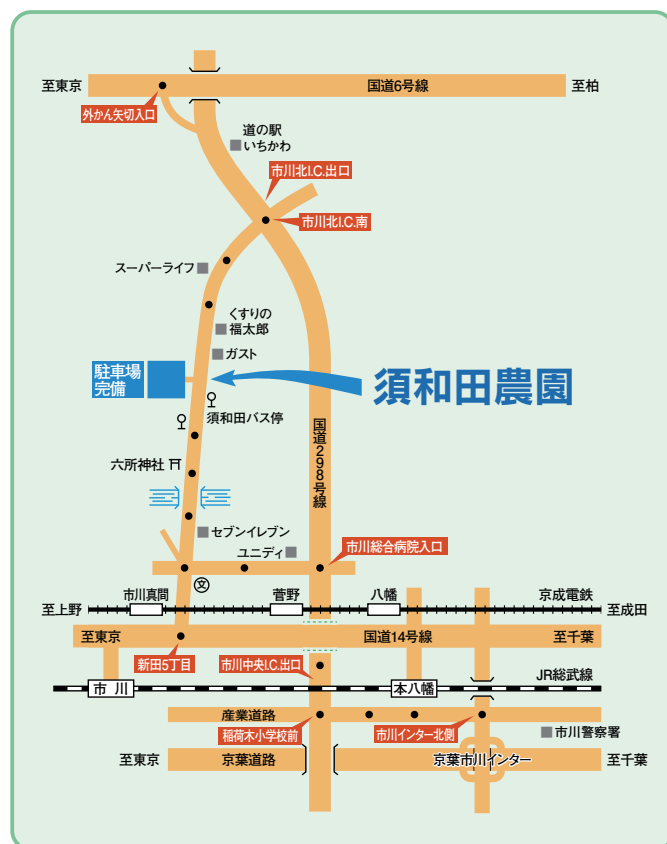 至東京
国道6号線
至柏
外かん矢切入口
道の駅
いちかわ
市川北I.C.出口
市川北I.C.南
スーパーライフ
くすりの
福太郎
ガスト
駐車場
完備
須和田農園
須和田バス停
国道298号線
六所神社
セブンイレブン
ユニディ
市川総合病院入口
文
市川真間
菅野
八幡
京成電鉄
至上野
至成田
至東京
国道14号線
至千葉
新田5丁目
市川中央I.C.出口
JR総武線
市川
本八幡
産業道路
稲荷木小学校前
市川インター北側
市川警察署
至東京
京葉道路
京葉市川インター
至千葉